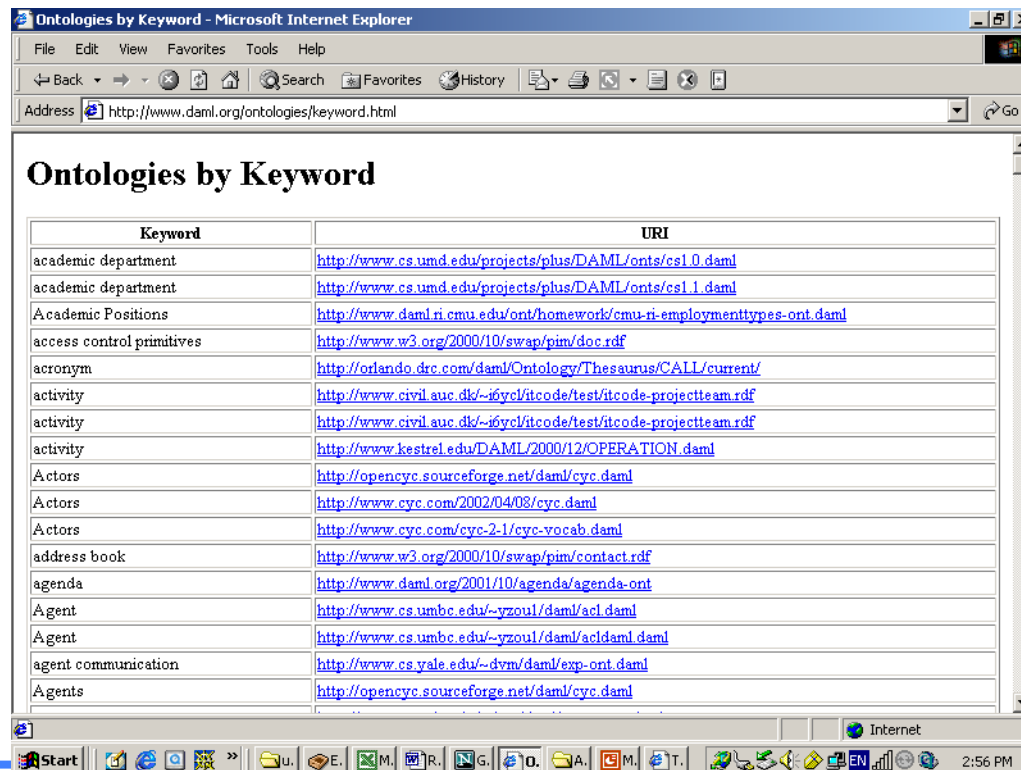 Ontologies by Keyword - Microsoft Internet Explorer
File Edit View Favorites Tools Help
Back Search Favorites History
Address http://www.daml.org/ontologies/keyword.html Go
Ontologies by Keyword
Keyword URI
academic department http://www.cs.umd.edu/projects/plus/DAML/onts/cs1.0.daml
academic department http://www.cs.umd.edu/projects/plus/DAML/onts/cs1.1.daml
Academic Positions http://www.daml.ri.cmu.edu/ont/homework/cmu-ri-employmenttypes-ont.daml
access control primitives http://www.w3.org/2000/10/swap/pim/doc.rdf
acronym http://orlando.drc.com/daml/Ontology/Thesaurus/CALL/current/
activity http://www.civil.auc.dk/~i6ycl/itcode/test/itcode-projectteam.rdf
activity http://www.civil.auc.dk/~i6ycl/itcode/test/itcode-projectteam.rdf
activity http://www.kestrel.edu/DAML/2000/12/OPERATION.daml
Actors http://opencyc.sourceforge.net/daml/cyc.daml
Actors http://www.cyc.com/2002/04/08/cyc.daml
Actors http://www.cyc.com/cyc-2-1/cyc-vocab.daml
address book http://www.w3.org/2000/10/swap/pim/contact.rdf
agenda http://www.daml.org/2001/10/agenda/agenda-ont
Agent http://www.cs.umbc.edu/~yzou1/daml/acl.daml
Agent http://www.cs.umbc.edu/~yzou1/daml/acldaml.daml
agent communication http://www.cs.yale.edu/~dvm/daml/exp-ont.daml
Agents http://opencyc.sourceforge.net/daml/cyc.daml
Internet
Start » u. E. M. R. G. O. A. M. T. EN 2:56 PM